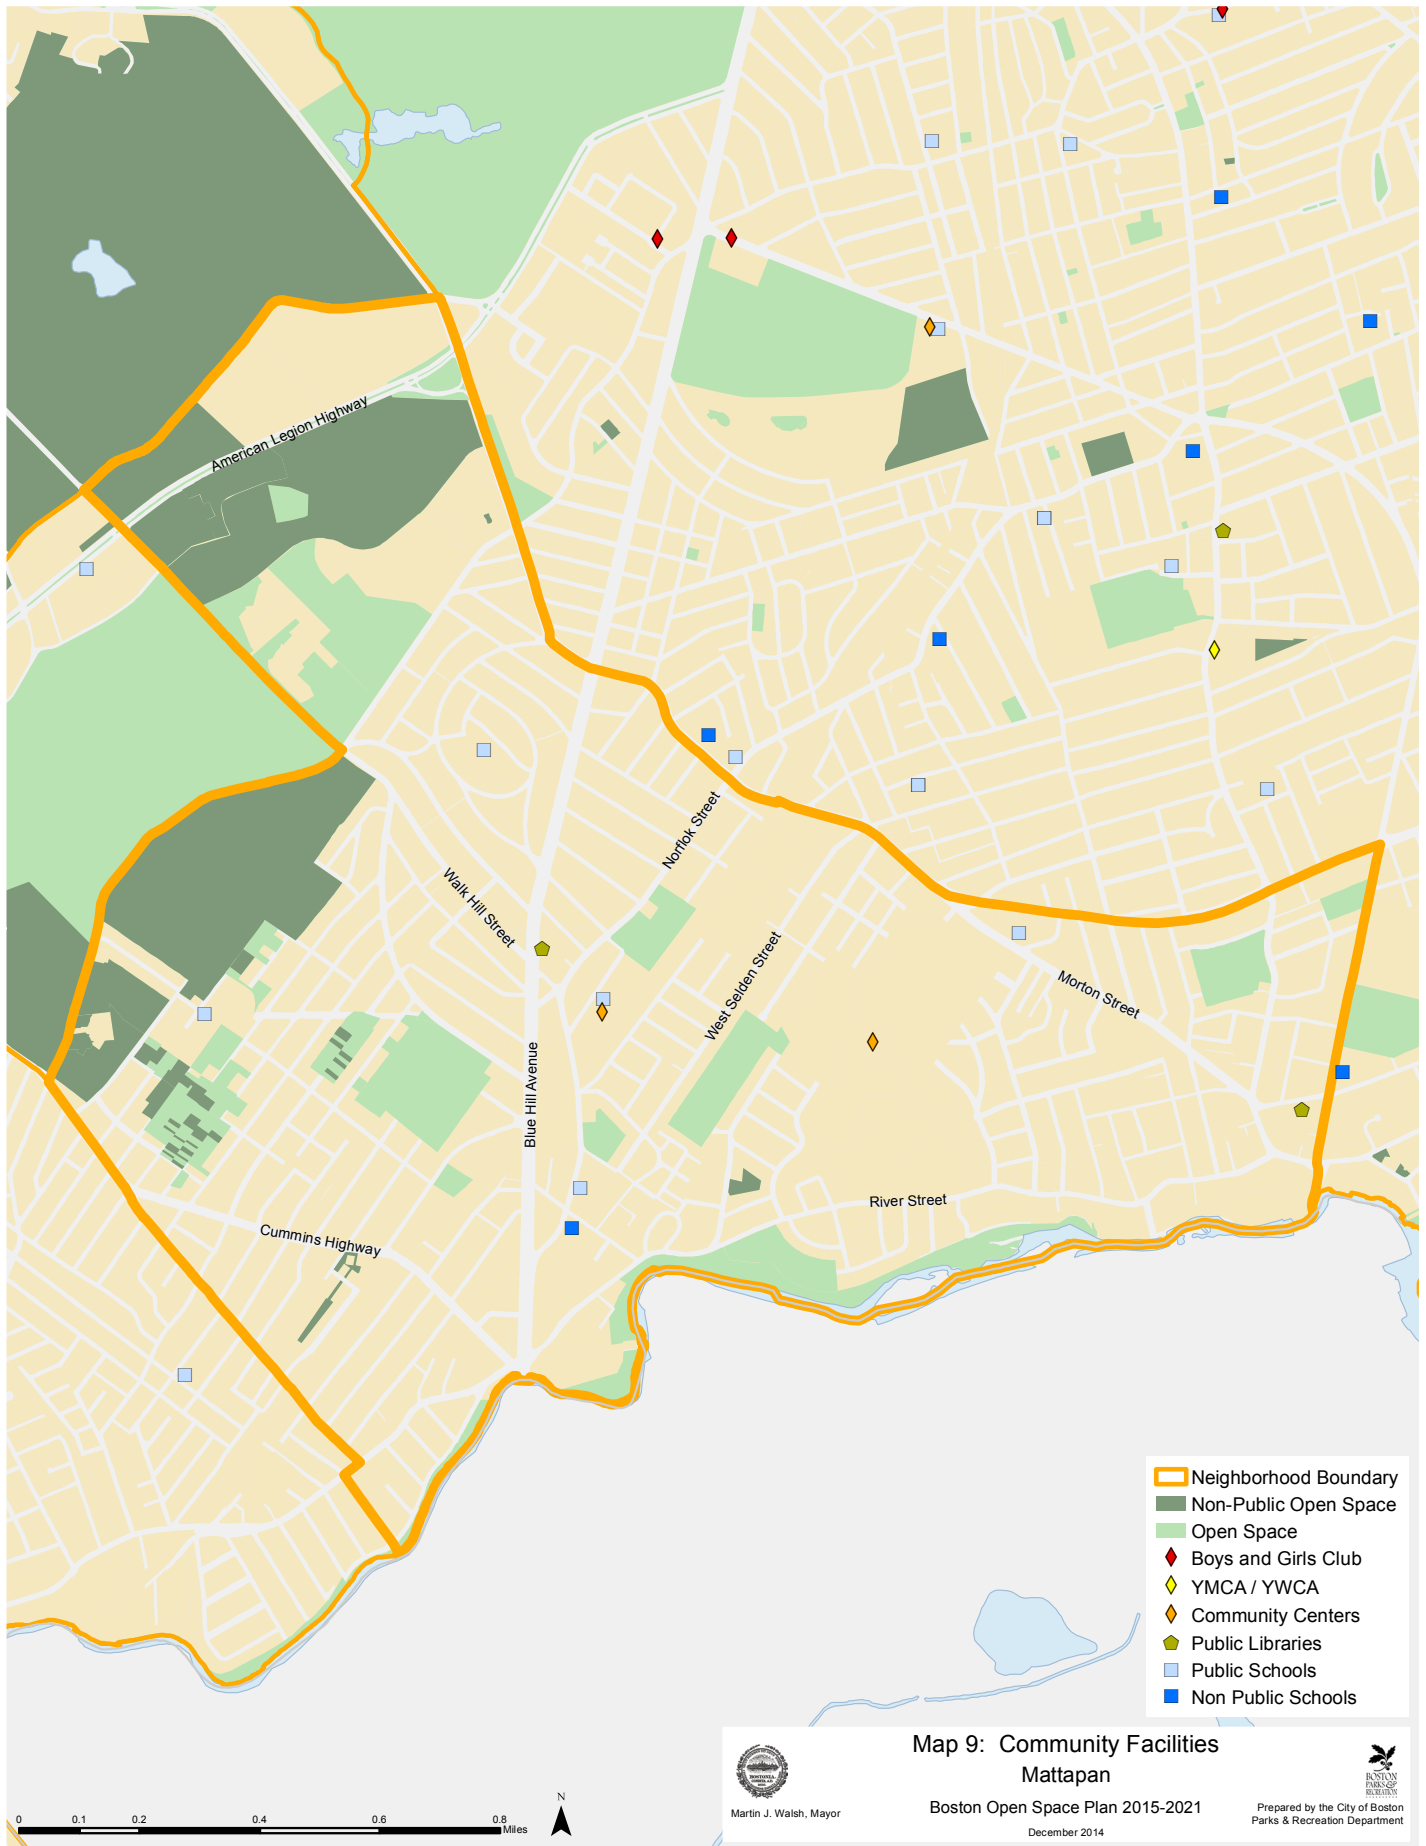 American Legion Highway
Norflok Street
Walk Hill Street
West Selden Street
Morton Street
Blue Hill Avenue
River Street
Cummins Highway
Neighborhood Boundary
Non-Public Open Space
Open Space
Boys and Girls Club
YMCA / YWCA
Community Centers
Public Libraries
Public Schools
Non Public Schools
Map 9: Community Facilities
Mattapan
Boston Open Space Plan 2015-2021
December 2014
Martin J. Walsh, Mayor
BOSTON
PARKS &
RECREATION
Prepared by the City of Boston
Parks & Recreation Department
N
0 0.1 0.2 0.4 0.6 0.8
Miles